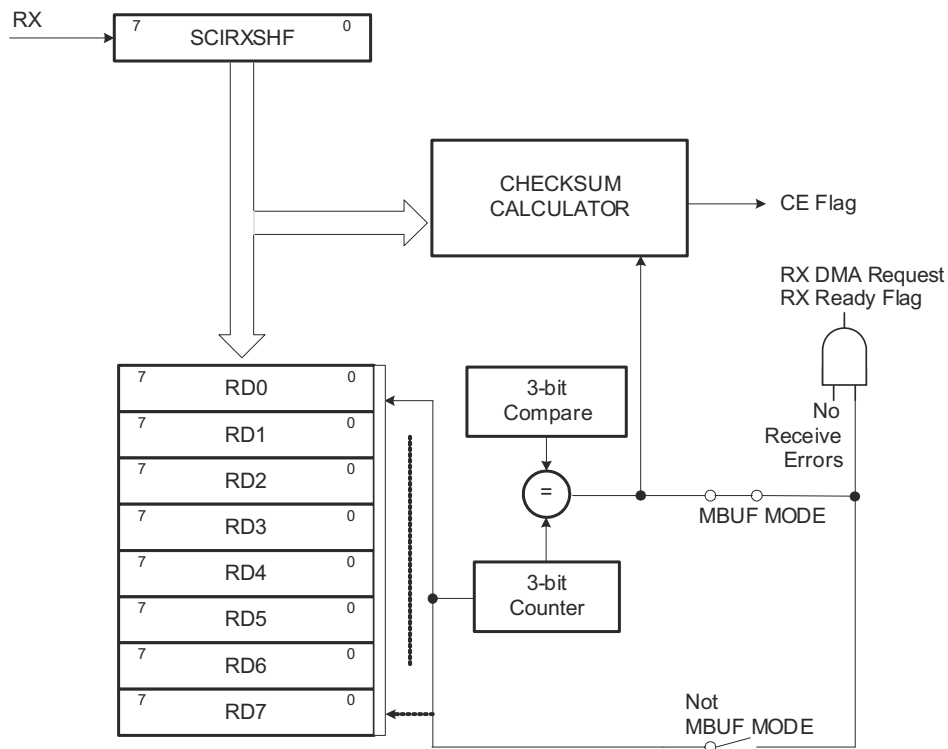 RX
7 SCIRXSHF 0
CHECKSUM
CALCULATOR
CE Flag
RX DMA Request
RX Ready Flag
No
Receive
Errors
7 RD0 0
7 RD1 0
7 RD2 0
7 RD3 0
7 RD4 0
7 RD5 0
7 RD6 0
7 RD7 0
3-bit
Compare
=
MBUF MODE
3-bit
Counter
Not
MBUF MODE